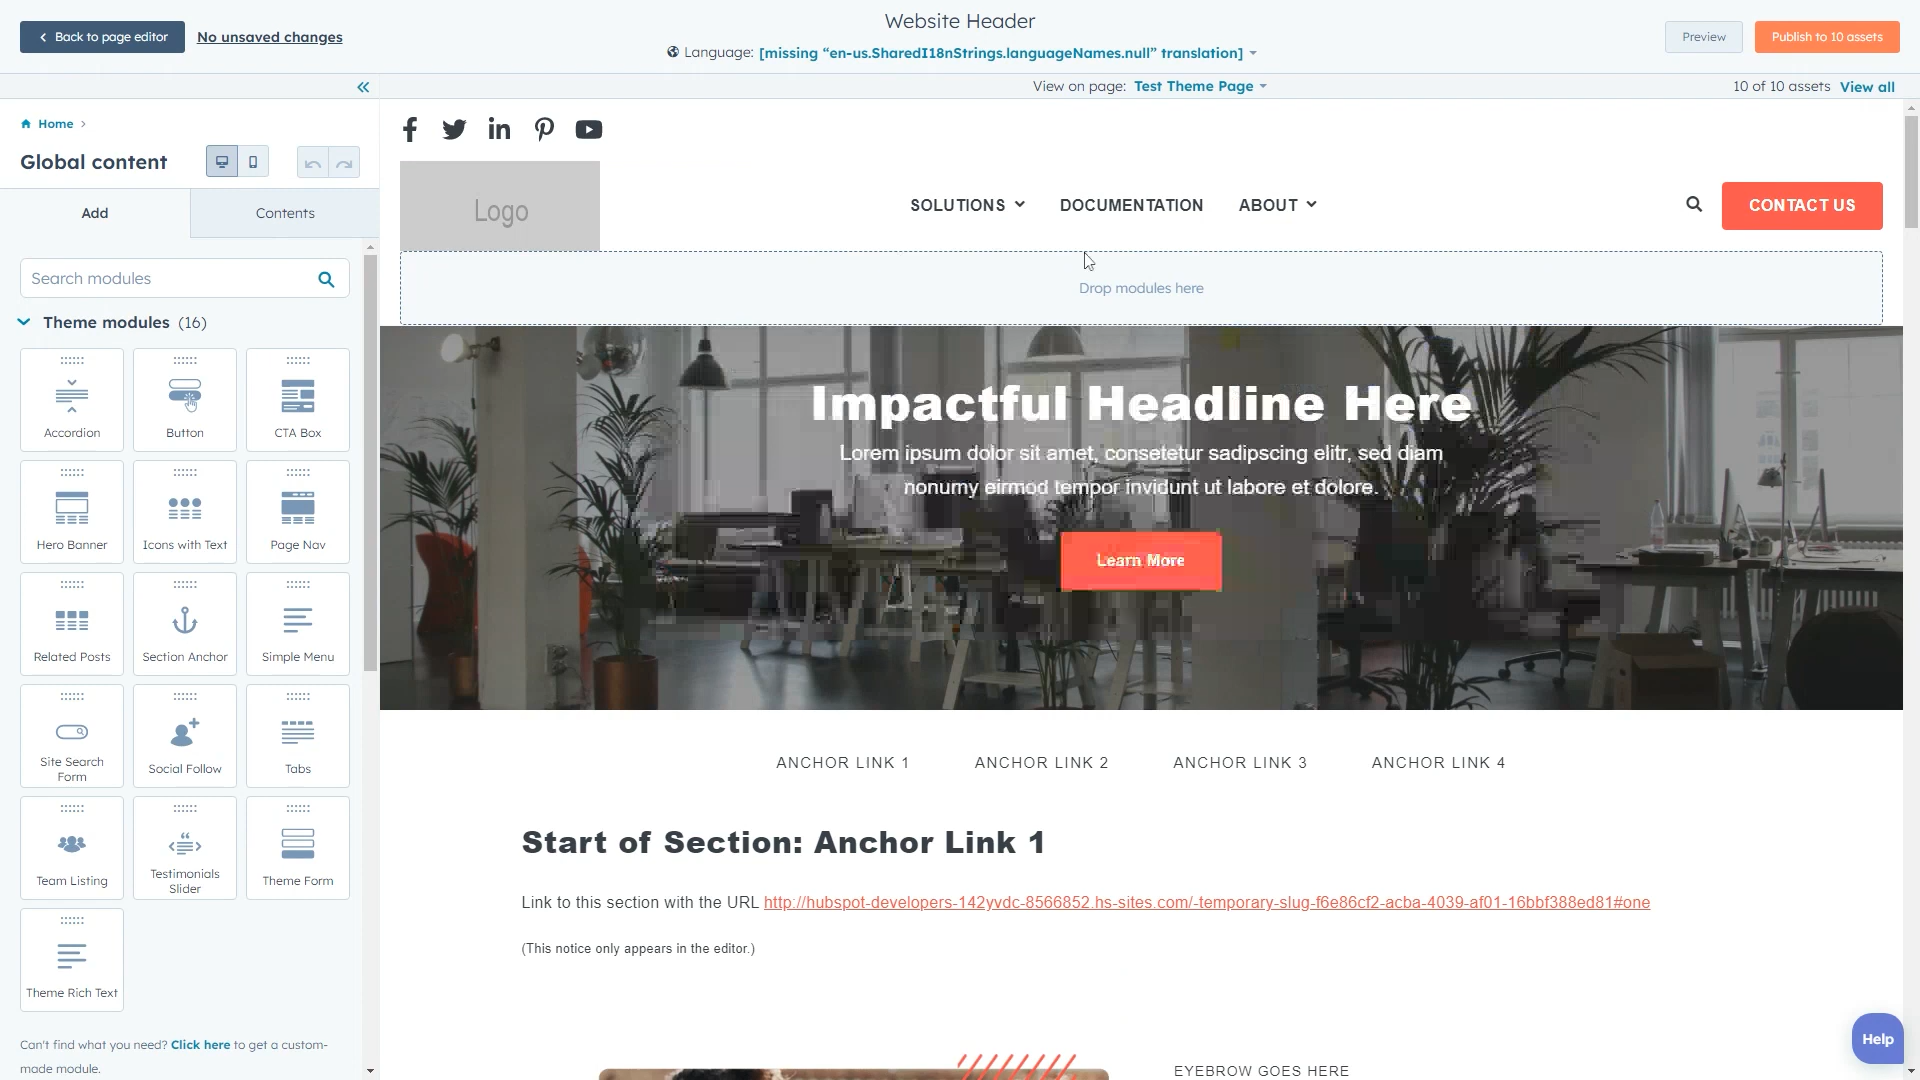 Back to page editor
No unsaved changes
Website Header
Language: [missing “en-us.SharedI18nStrings.languageNames.null” translation]
Preview
Publish to 10 assets
View on page: Test Theme Page
10 of 10 assets View all
Home
Global content
Add
Contents
Search modules
Theme modules (16)
Accordion
Button
CTA Box
Hero Banner
Icons with Text
Page Nav
Related Posts
Section Anchor
Simple Menu
Site Search
Form
Social Follow
Tabs
Team Listing
Testimonials
Slider
Theme Form
Theme Rich Text
Can't find what you need? Click here to get a custom-
made module.
Logo
SOLUTIONS
DOCUMENTATION
ABOUT
CONTACT US
Drop modules here
Impactful Headline Here
Lorem ipsum dolor sit amet, consetetur sadipscing elitr, sed diam
nonumy eirmod tempor invidunt ut labore et dolore.
Learn More
ANCHOR LINK 1
ANCHOR LINK 2
ANCHOR LINK 3
ANCHOR LINK 4
Start of Section: Anchor Link 1
Link to this section with the URL http://hubspot-developers-142yvdc-8566852.hs-sites.com/-temporary-slug-f6e86cf2-acba-4039-af01-16bbf388ed81#one
(This notice only appears in the editor.)
EYEBROW GOES HERE
Help